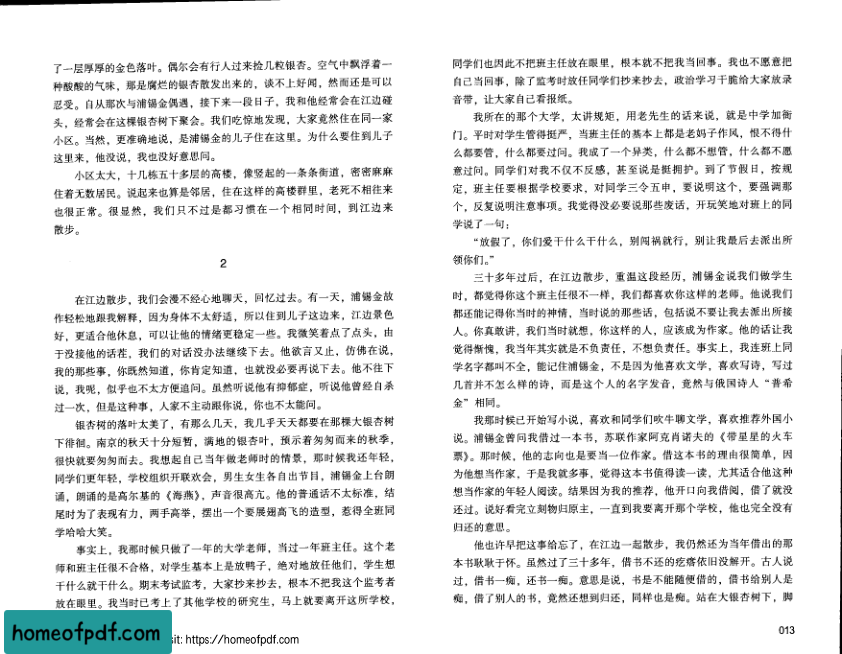 了一层厚厚的金色落叶。偶尔会有行人过来捡几粒银杏。空气中飘浮着一
种酸酸的气味，那是腐烂的银杏散发出来的，谈不上好闻，然而还是可以
忍受。自从那次与浦锡金偶遇，接下来一段日子，我和他经常会在江边碰
头，经常会在这棵银杏树下聚会。我们吃惊地发现，大家竟然住在同一家
小区。当然，更准确地说，是浦锡金的儿子住在这里。为什么要住到儿子
这里来，他没说，我也没好意思问。
小区太大，十几栋五十多层的高楼，像竖起的一条条街道，密密麻麻
住着无数居民。说起来也算是邻居，住在这样的高楼群里，老死不相往来
也很正常。很显然，我们只不过是都习惯在一个相同时间，到江边来
散步。
2
在江边散步，我们会漫不经心地聊天，回忆过去。有一天，浦锡金故
作轻松地跟我解释，因为身体不太舒适，所以住到儿子这边来，江边景色
好，更适合他休息，可以让他的情绪更稳定一些。我微笑着点了点头，由
于没接他的话茬，我们的对话没办法继续下去。他欲言又止，仿佛在说，
我的那些事，你既然知道，你肯定知道，也就没必要再说下去。他不往下
说，我呢，似乎也不太方便追问。虽然听说他有抑郁症，听说他曾经自杀
过一次，但是这种事，人家不主动跟你说，你也不太能问。
银杏树的落叶太美了，有那么几天，我几乎天天都要在那棵大银杏树
下徘徊。南京的秋天十分短暂，满地的银杏叶，预示着匆匆而来的秋季，
很快就要匆匆而去。我想起自己当年做老师时的情景，那时候我还年轻，
同学们更年轻，学校组织开联欢会，男生女生各自出节目，浦锡金上台朗
诵，朗诵的是高尔基的《海燕》，声音很高亢。他的普通话不太标准，结
尾时为了表现有力，两手高举，摆出一个要展翅高飞的造型，惹得全班同
学哈哈大笑。
事实上，我那时候只做了一年的大学老师，当过一年班主任。这个老
师和班主任很不合格，对学生基本上是放鸭子，绝对地放任他们，学生想
干什么就干什么。期末考试监考，大家抄来抄去，根本不把我这个监考者
放在眼里。我当时已考上了其他学校的研究生，马上就要离开这所学校，
同学们也因此不把班主任放在眼里，根本就不把我当回事。我也不愿意把
自己当回事，除了监考时放任同学们抄来抄去，政治学习干脆给大家放录
音带，让大家自己看报纸。
我所在的那个大学，太讲规矩，用老先生的话来说，就是中学加衙
门。平时对学生管得挺严，当班主任的基本上都是老妈子作风，恨不得什
么都要管，什么都要过问。我成了一个异类，什么都不想管，什么都不愿
意过问。同学们对我不仅不反感，甚至说是挺拥护。到了节假日，按规
定，班主任要根据学校要求，对同学三令五申，要说明这个，要强调那
个，反复说明注意事项。我觉得没必要说那些废话，开玩笑地对班上的同
学说了一句：
“放假了，你们爱干什么干什么，别闯祸就行，别让我最后去派出所
领你们。”
三十多年过后，在江边散步，重温这段经历，浦锡金说我们做学生
时，都觉得你这个班主任很不一样，我们都喜欢你这样的老师。他说我们
都还能记得你当时的神情，当时说的那些话，包括说不要让我去派出所接
人。你真敢讲，我们当时就想，你这样的人，应该成为作家。他的话让我
觉得惭愧，我当年其实就是不负责任，不想负责任。事实上，我连班上同
学名字都叫不全，能记住浦锡金，不是因为他喜欢文学，喜欢写诗，写过
几首并不怎么样的诗，而是这个人的名字发音，竟然与俄国诗人“普希
金”相同。
我那时候已开始写小说，喜欢和同学们吹牛聊文学，喜欢推荐外国小
说。浦锡金曾问我借过一本书，苏联作家阿克肖诺夫的《带星星的火车
票》。那时候，他的志向也是要当一位作家。借这本书的理由很简单，因
为他想当作家，于是我就多事，觉得这本书值得读一读，尤其适合他这种
想当作家的年轻人阅读。结果因为我的推荐，他开口向我借阅，借了就没
还过。说好看完立刻物归原主，一直到我要离开那个学校，他也完全没有
归还的意思。
他也许早把这事给忘了，在江边一起散步，我仍然还为当年借出的那
本书耿耿于怀。虽然过了三十多年，借书不还的疙瘩依旧没解开。古人说
过，借书一痴，还书一痴。意思是说，书是不能随便借的，借书给别人是
痴，借了别人的书，竟然还想到归还，同样也是痴。站在大银杏树下，脚
013
homeofpdf.com
sit: https://homeofpdf.com